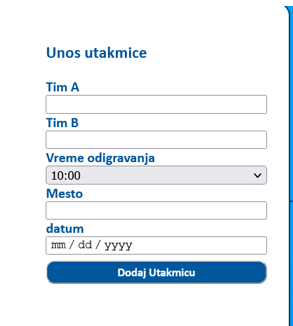 Unos utakmice
Tim A
Tim B
Vreme odigravanja
10:00
Mesto
datum
mm / dd / yyyy
Dodaj Utakmicu